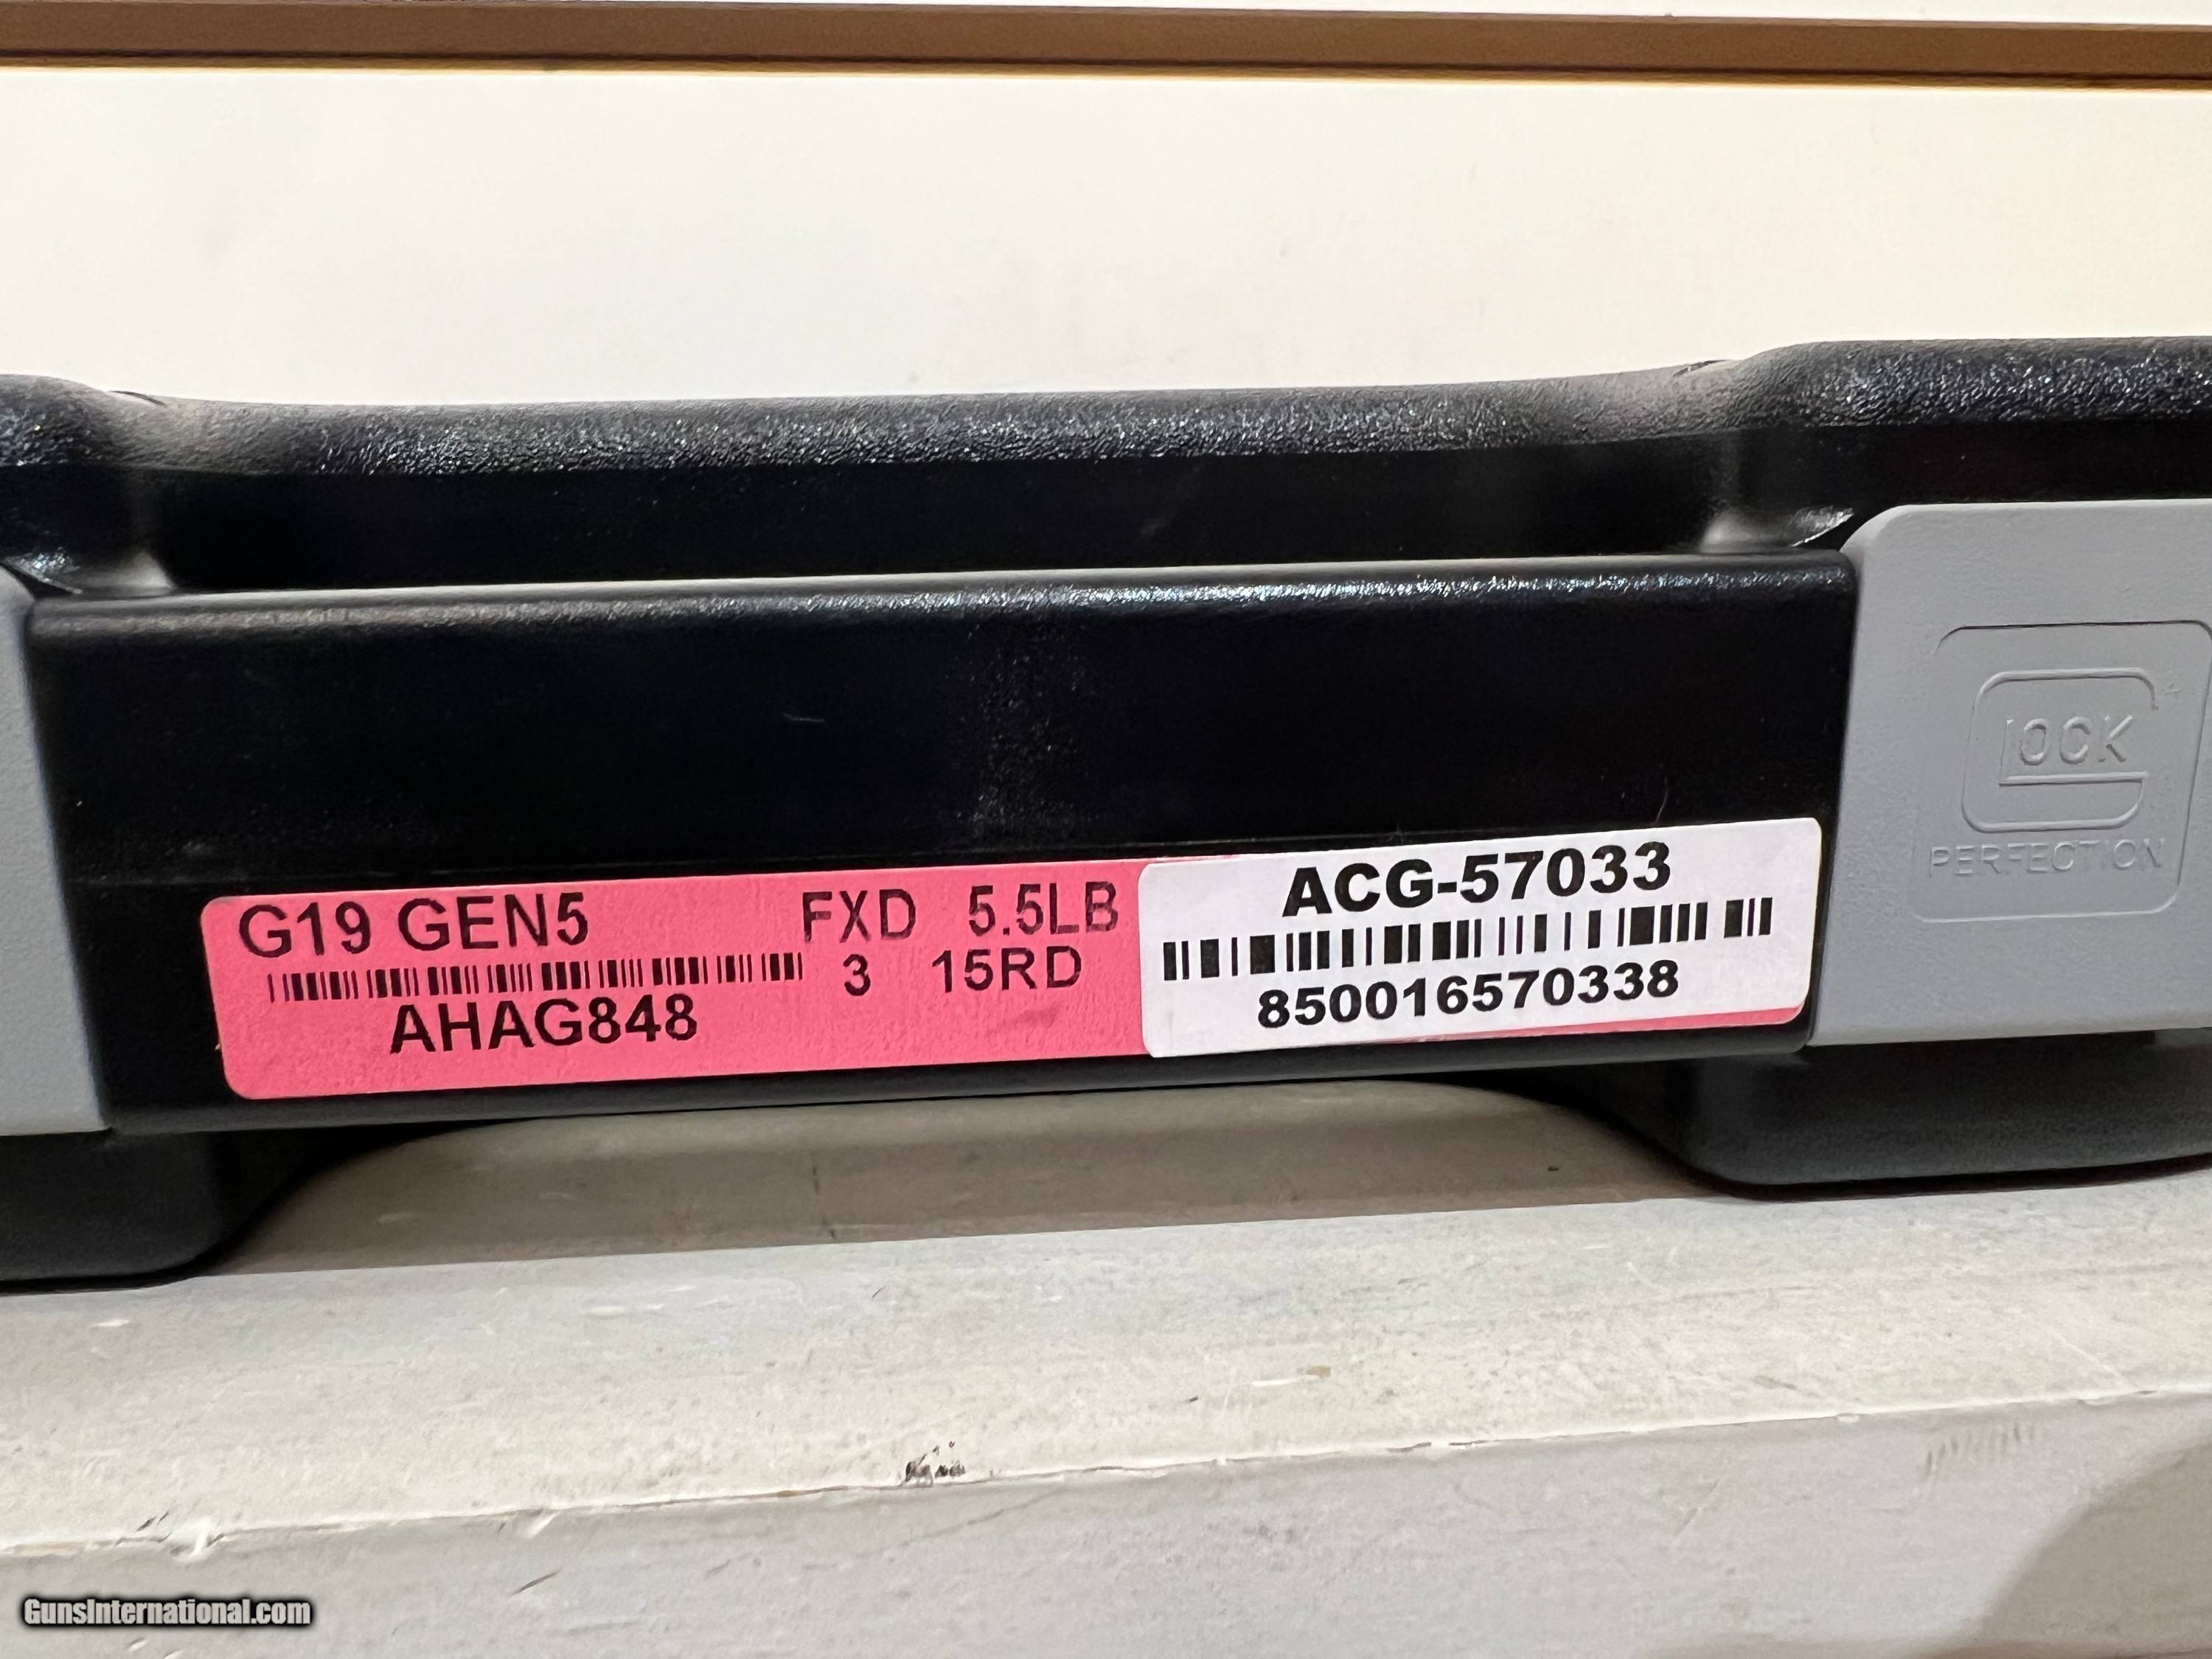 G19 GEN5 FXD 5.5LB
3 15RD
AHAG848
ACG-57033
850016570338
GLOCK
PERFECTION
GunsInternational.com